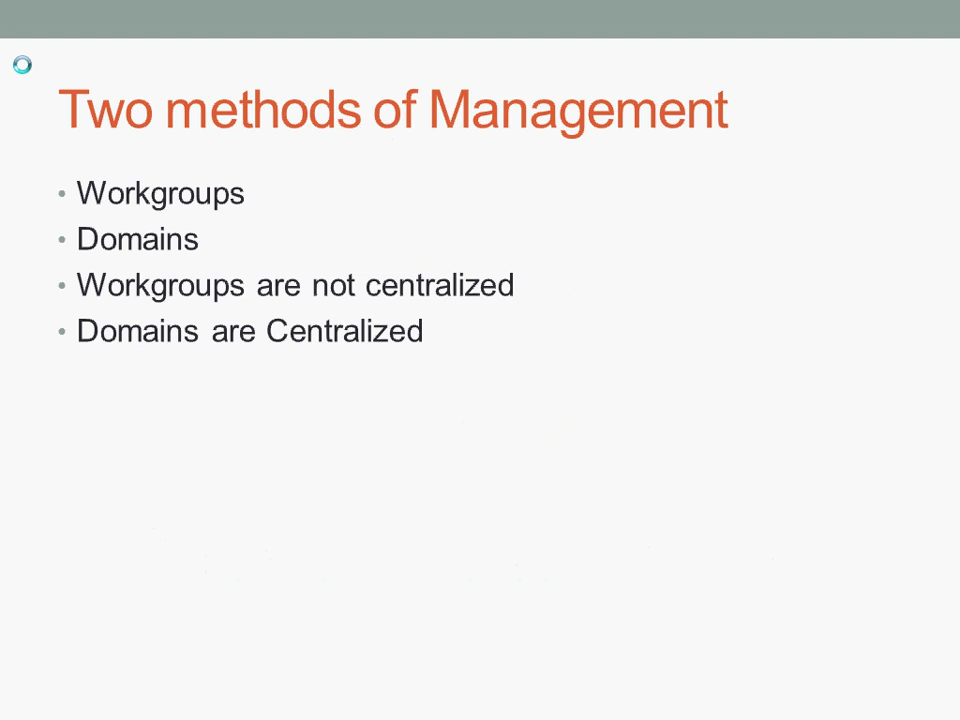 Two methods of Management
• Workgroups
• Domains
• Workgroups are not centralized
• Domains are Centralized